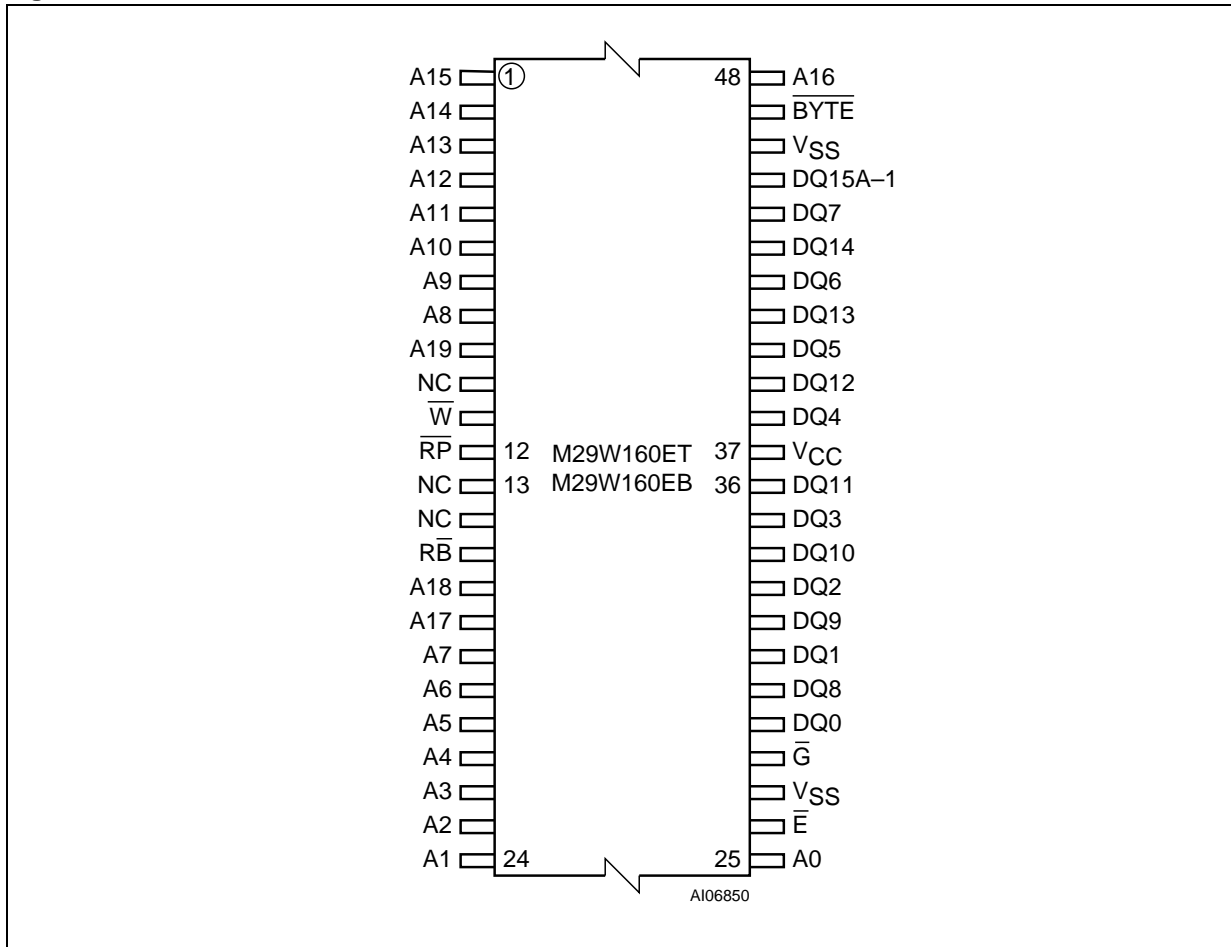 A15 1 48 A16
A14 B̅Y̅T̅E̅
A13 VSS
A12 DQ15A–1
A11 DQ7
A10 DQ14
A9 DQ6
A8 DQ13
A19 DQ5
NC DQ12
W̅ DQ4
R̅P̅ 12 M29W160ET 37 VCC
NC 13 M29W160EB 36 DQ11
NC DQ3
RB̅ DQ10
A18 DQ2
A17 DQ9
A7 DQ1
A6 DQ8
A5 DQ0
A4 G̅
A3 VSS
A2 E̅
A1 24 25 A0
AI06850